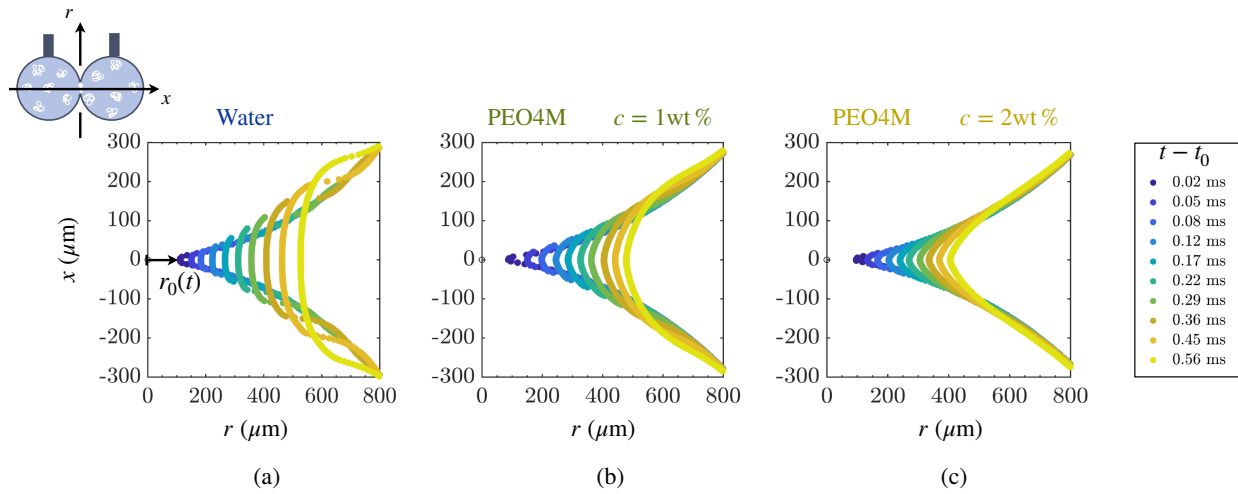 r
x
Water
PEO4M c = 1wt %
PEO4M c = 2wt %
300
200
100
0
-100
-200
-300
x (μm)
r₀(t)
0 200 400 600 800
r (μm)
(a)
300
200
100
0
-100
-200
-300
0 200 400 600 800
r (μm)
(b)
300
200
100
0
-100
-200
-300
0 200 400 600 800
r (μm)
(c)
t − t₀
0.02 ms
0.05 ms
0.08 ms
0.12 ms
0.17 ms
0.22 ms
0.29 ms
0.36 ms
0.45 ms
0.56 ms